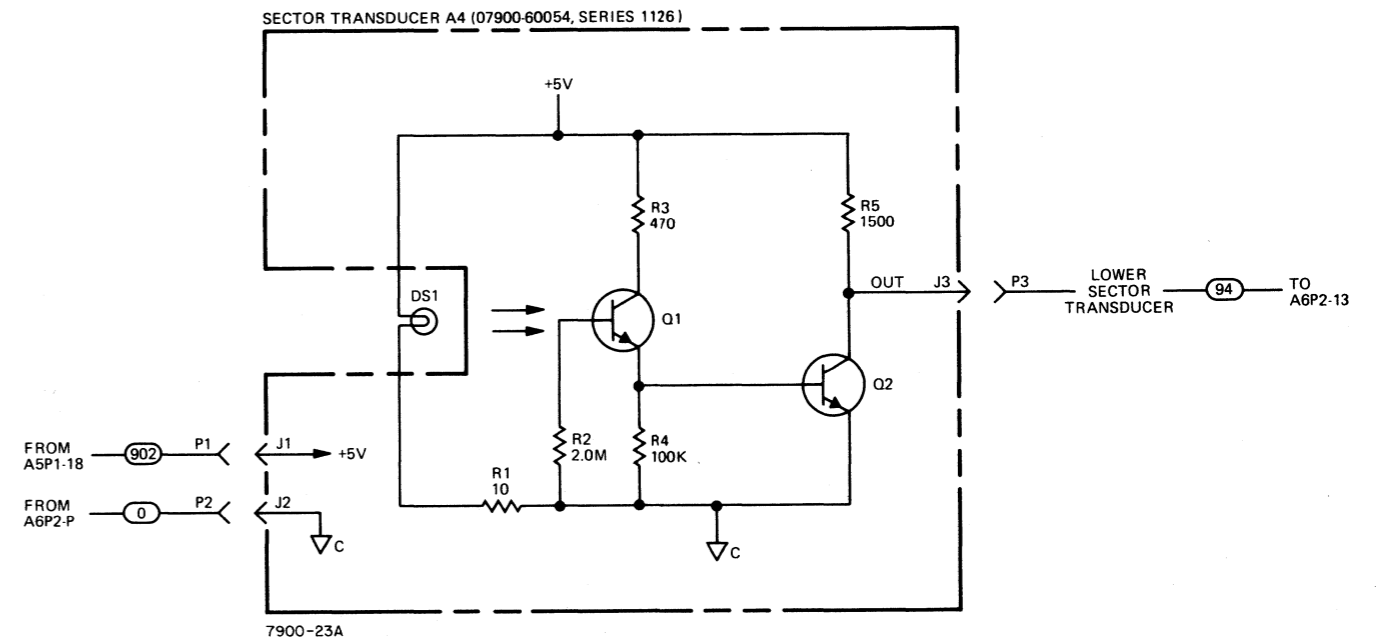 SECTOR TRANSDUCER A4 (07900-60054, SERIES 1126)
+5V
R3
470
R5
1500
DS1
Q1
OUT
J3
P3
LOWER
SECTOR
TRANSDUCER
94
TO
A6P2-13
Q2
FROM
A5P1-18
902
P1
J1
+5V
R2
2.0M
R4
100K
R1
10
FROM
A6P2-P
0
P2
J2
C
C
7900-23A